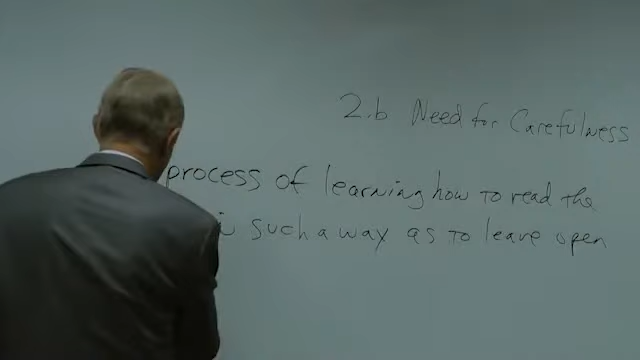 2.b Need for Carefulness
process of learning how to read the
such a way as to leave open